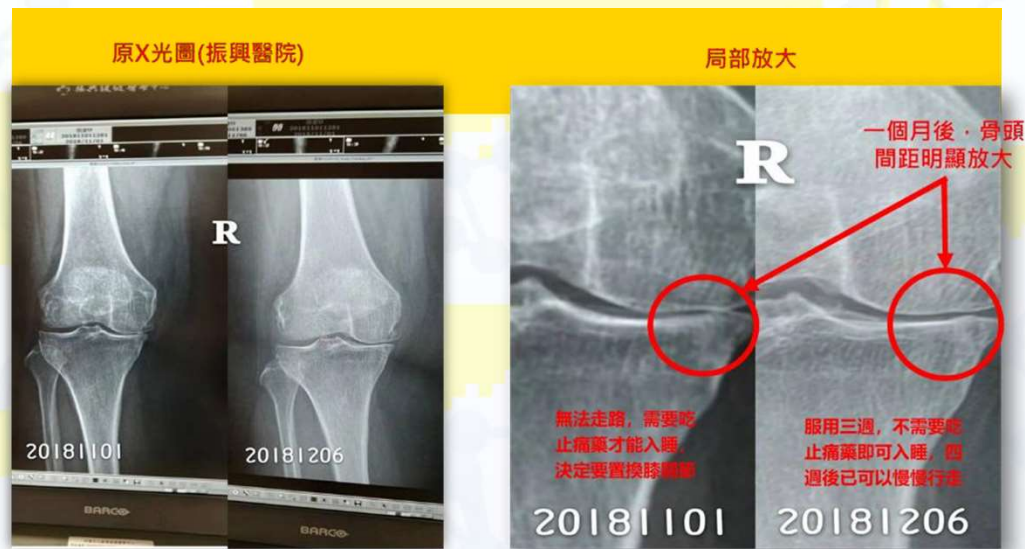 原X光圖(振興醫院)
局部放大
R
20181101
20181206
BARCO
BARCO
R
一個月後，骨頭
間距明顯放大
無法走路，需要吃
止痛藥才能入睡，
決定要置換膝關節
服用三週，不需要吃
止痛藥即可入睡，四
週後已可以慢慢行走
20181101
20181206